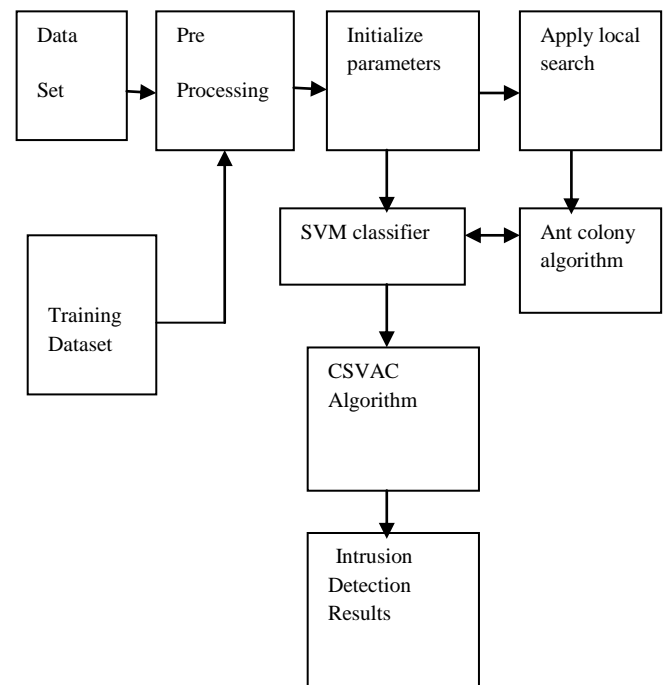 Data
Set
Pre
Processing
Initialize
parameters
Apply local
search
SVM classifier
Ant colony
algorithm
Training
Dataset
CSVAC
Algorithm
Intrusion
Detection
Results